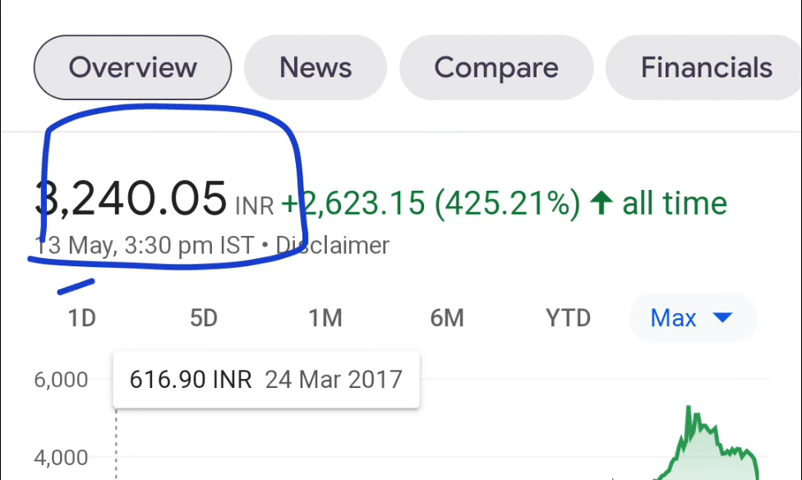 Overview News Compare Financials
3,240.05 INR +2,623.15 (425.21%) ↑ all time
13 May, 3:30 pm IST • Disclaimer
1D 5D 1M 6M YTD Max
6,000 616.90 INR 24 Mar 2017
4,000